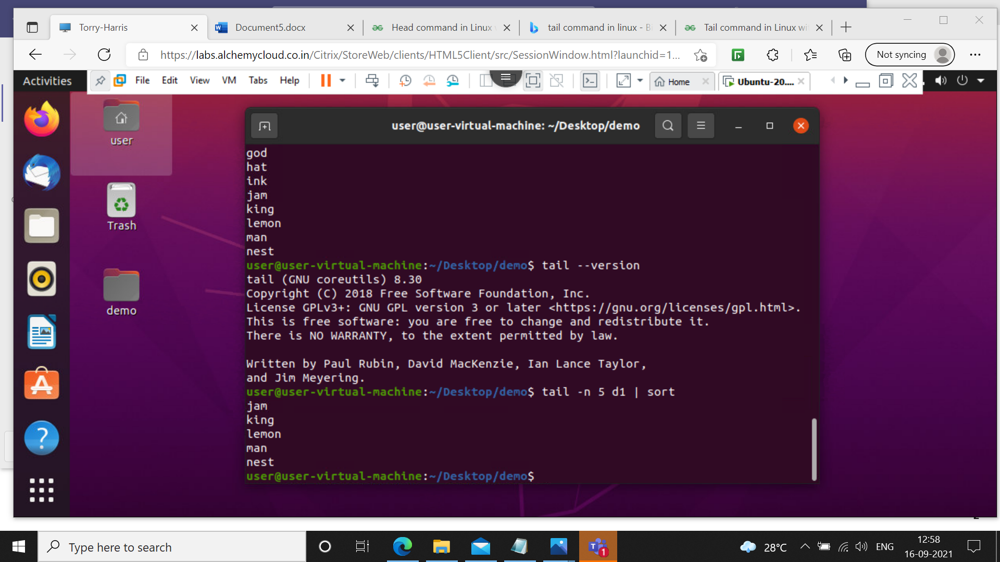 Torry-Harris
Document5.docx
Head command in Linux
tail command in linux - Bi
Tail command in Linux wi
https://labs.alchemycloud.co.in/Citrix/StoreWeb/clients/HTML5Client/src/SessionWindow.html?launchid=1...
Not syncing
Activities
File Edit View VM Tabs Help
Home
Ubuntu-20....
user@user-virtual-machine: ~/Desktop/demo
user
Trash
demo
god
hat
ink
jam
king
lemon
man
nest
user@user-virtual-machine:~/Desktop/demo$ tail --version
tail (GNU coreutils) 8.30
Copyright (C) 2018 Free Software Foundation, Inc.
License GPLv3+: GNU GPL version 3 or later <https://gnu.org/licenses/gpl.html>.
This is free software: you are free to change and redistribute it.
There is NO WARRANTY, to the extent permitted by law.
Written by Paul Rubin, David MacKenzie, Ian Lance Taylor,
and Jim Meyering.
user@user-virtual-machine:~/Desktop/demo$ tail -n 5 d1 | sort
jam
king
lemon
man
nest
user@user-virtual-machine:~/Desktop/demo$
Type here to search
28°C
ENG
12:58
16-09-2021